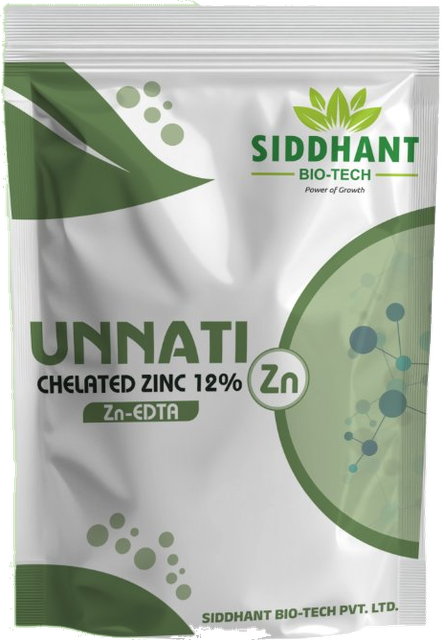 SIDDHANT
BIO-TECH
Power of Growth
UNNATI
CHELATED ZINC 12%
Zn
Zn-EDTA
SIDDHANT BIO-TECH PVT. LTD.